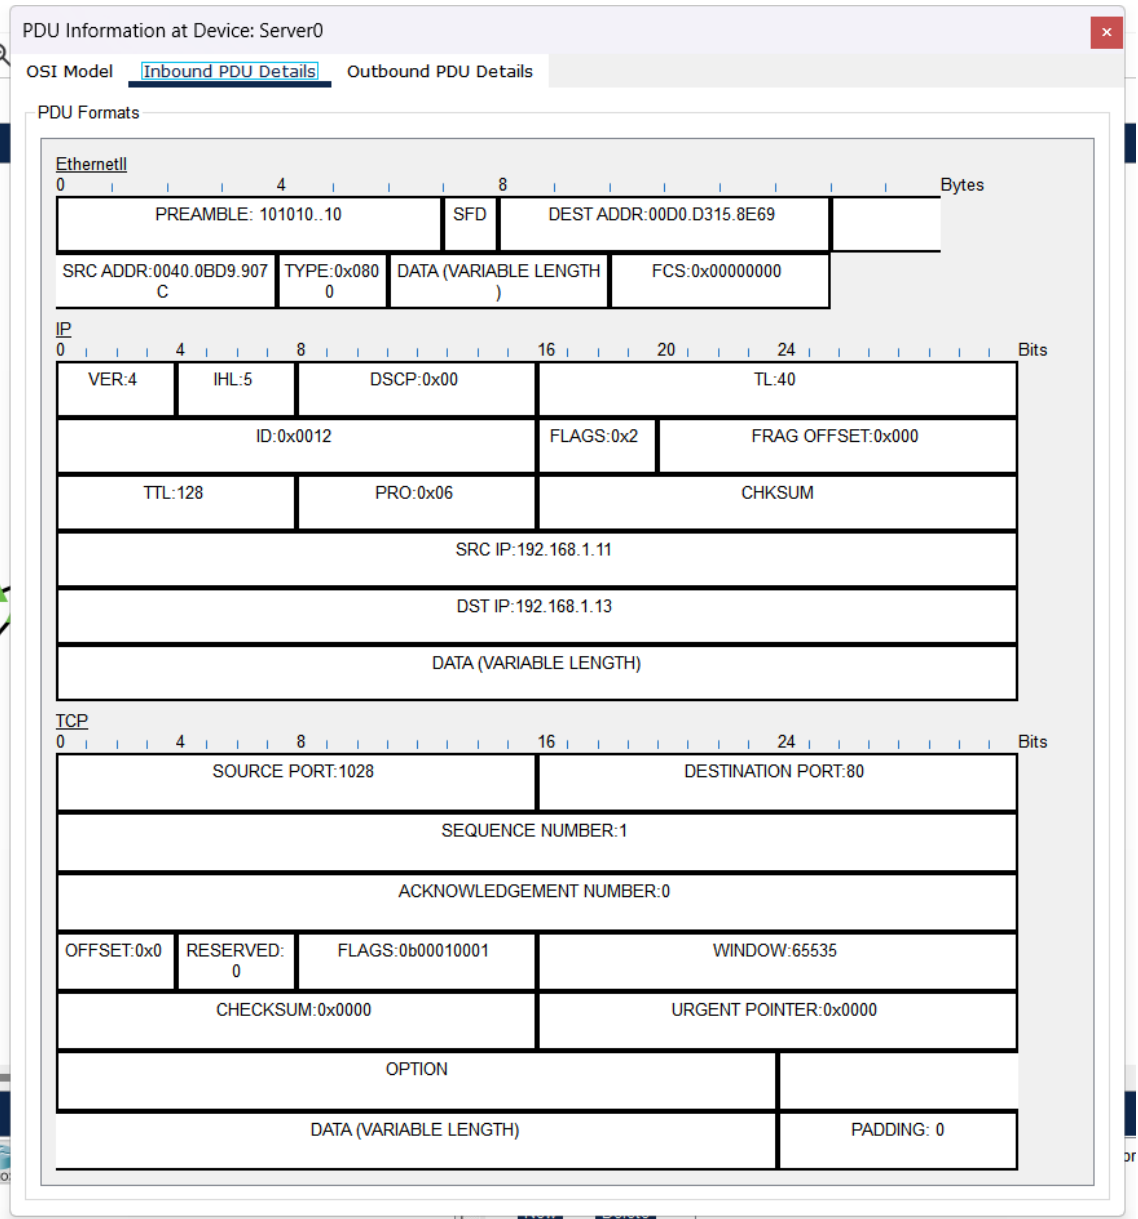 PDU Information at Device: Server0
OSI Model Inbound PDU Details Outbound PDU Details
PDU Formats
EthernetII
0 4 8 Bytes
PREAMBLE: 101010..10 SFD DEST ADDR:00D0.D315.8E69
SRC ADDR:0040.0BD9.907 TYPE:0x080 DATA (VARIABLE LENGTH FCS:0x00000000
C 0 )
IP
0 4 8 16 20 24 Bits
VER:4 IHL:5 DSCP:0x00 TL:40
ID:0x0012 FLAGS:0x2 FRAG OFFSET:0x000
TTL:128 PRO:0x06 CHKSUM
SRC IP:192.168.1.11
DST IP:192.168.1.13
DATA (VARIABLE LENGTH)
TCP
0 4 8 16 24 Bits
SOURCE PORT:1028 DESTINATION PORT:80
SEQUENCE NUMBER:1
ACKNOWLEDGEMENT NUMBER:0
OFFSET:0x0 RESERVED: FLAGS:0b00010001 WINDOW:65535
0
CHECKSUM:0x0000 URGENT POINTER:0x0000
OPTION
DATA (VARIABLE LENGTH) PADDING: 0